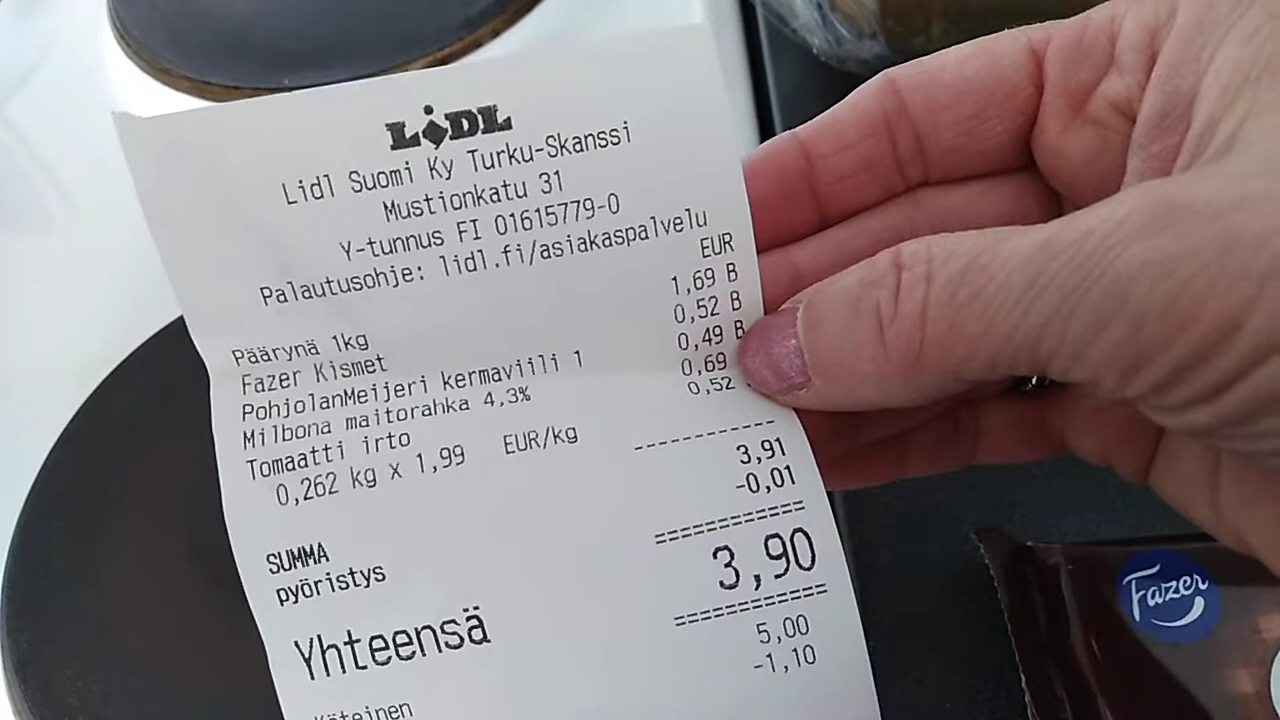 LiDL
Lidl Suomi Ky Turku-Skanssi
Mustionkatu 31
Y-tunnus FI 01615779-0
Palautusohje: lidl.fi/asiakaspalvelu
EUR
Päärynä 1kg 1,69 B
Fazer Kismet 0,52 B
PohjolanMeijeri kermaviili 1 0,49 B
Milbona maitorahka 4,3% 0,69
Tomaatti irto 0,52
0,262 kg x 1,99 EUR/kg
------------
SUMMA 3,91
pyöristys -0,01
============
Yhteensä 3,90
============
Käteinen 5,00
-1,10
Fazer